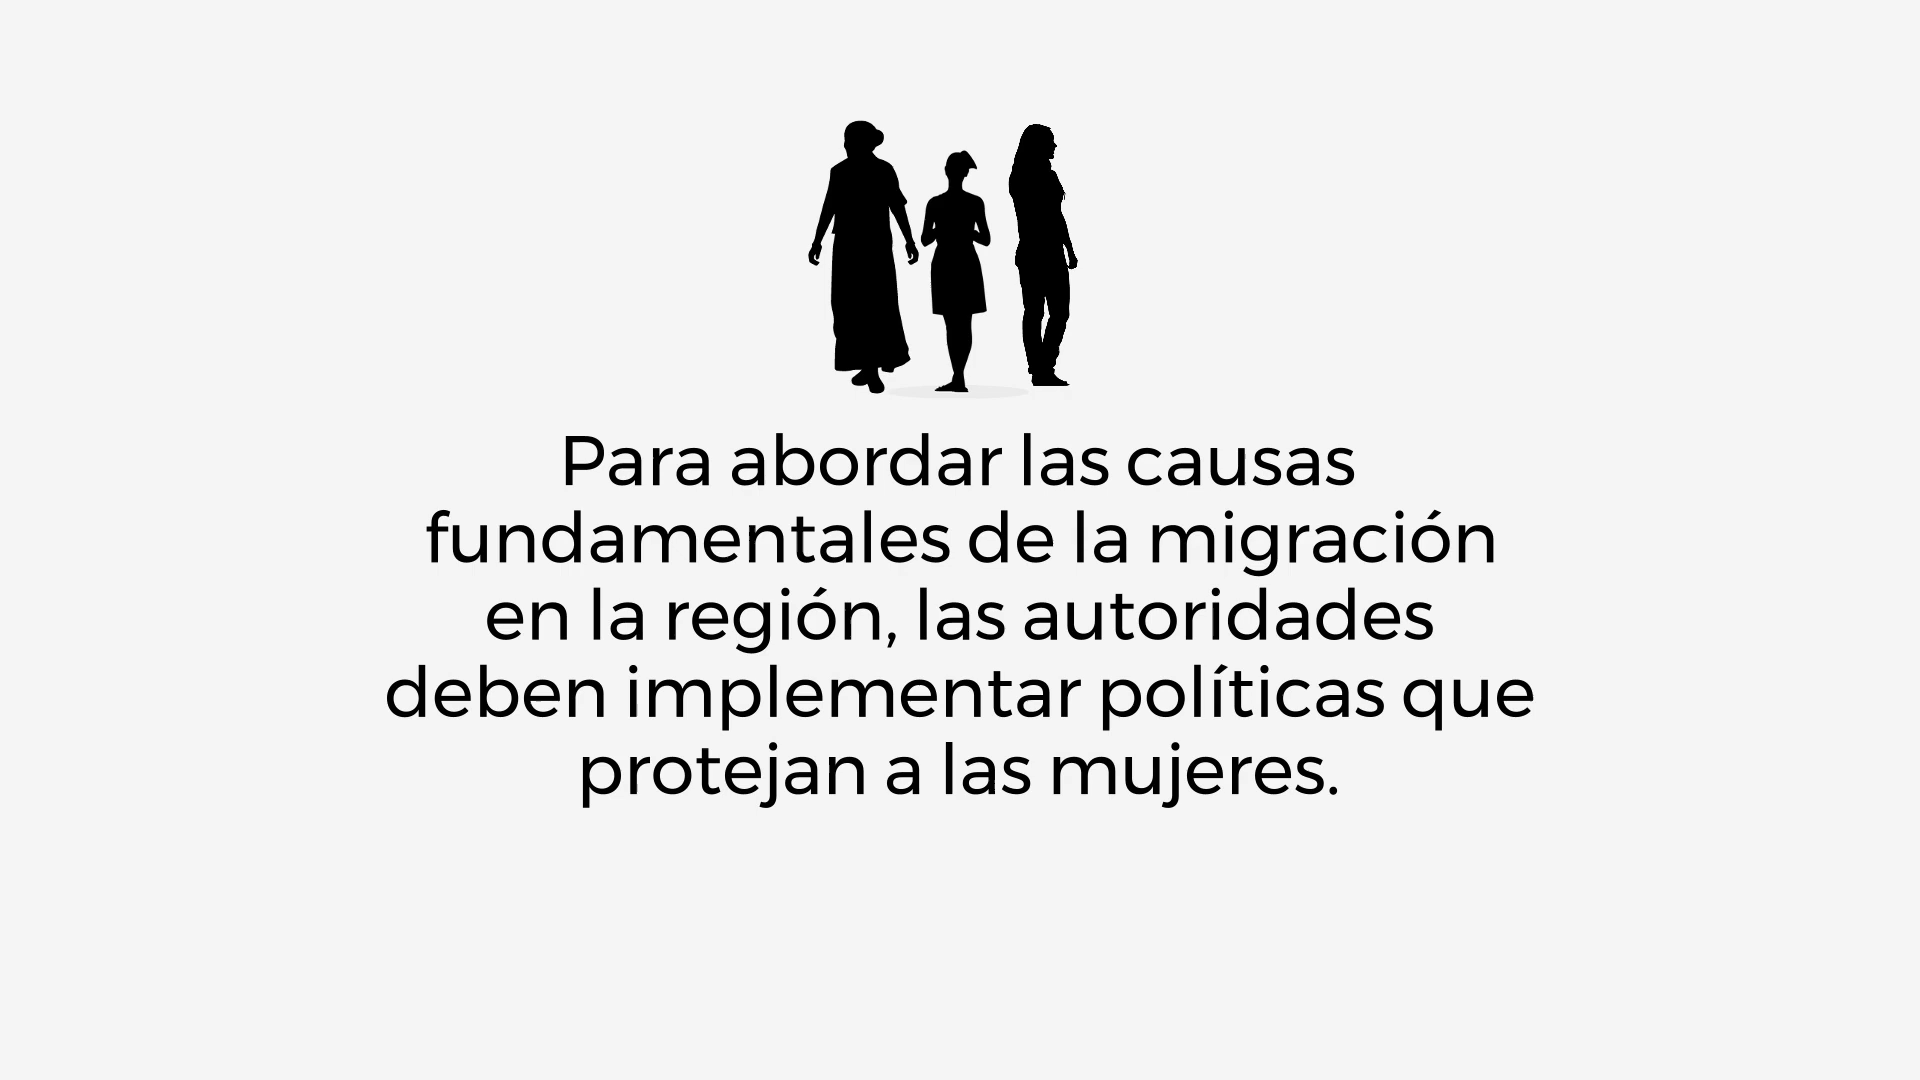 Para abordar las causas
fundamentales de la migración
en la región, las autoridades
deben implementar políticas que
protejan a las mujeres.